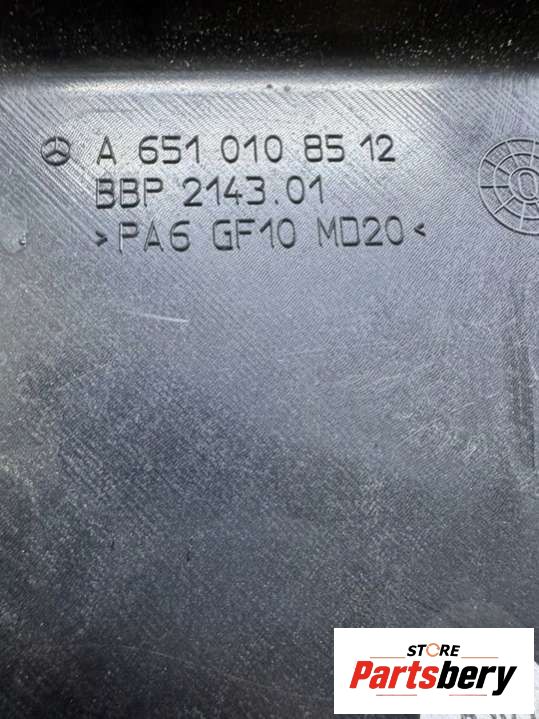 A 651 010 85 12
BBP 2143.01
>PA6 GF10 MD20<
STORE
Partsbery